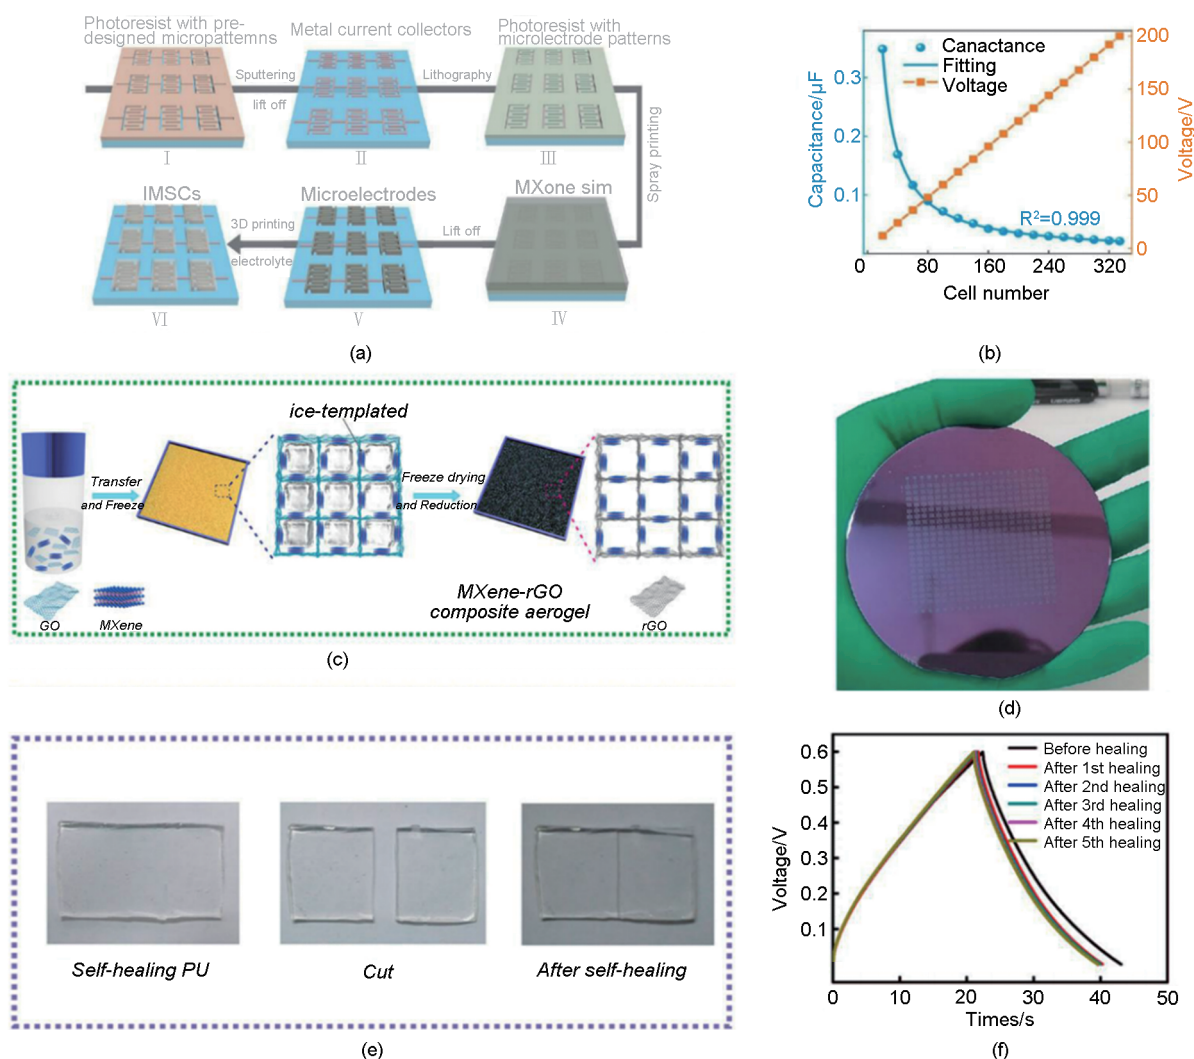 Photoresist with pre-
designed micropattemns
Metal current collectors
Photoresist with
microlectrode patterns
Sputtering
lift off
Lithography
Spray printing
I
II
III
IMSCs
Microelectrodes
MXone sim
3D printing
electrolyte
Lift off
VI
V
IV
(a)
Capacitance/μF
0.3
0.2
0.1
0
Canactance
Fitting
Voltage
R²=0.999
200
150
100
50
0
Voltage/V
0 80 160 240 320
Cell number
(b)
ice-templated
Transfer
and Freeze
Freeze drying
and Reduction
GO
MXene
MXene-rGO
composite aerogel
rGO
(c)
(d)
Self-healing PU
Cut
After self-healing
(e)
Voltage/V
0.6
0.5
0.4
0.2
0.1
Before healing
After 1st healing
After 2nd healing
After 3rd healing
After 4th healing
After 5th healing
0 10 20 30 40 50
Times/s
(f)